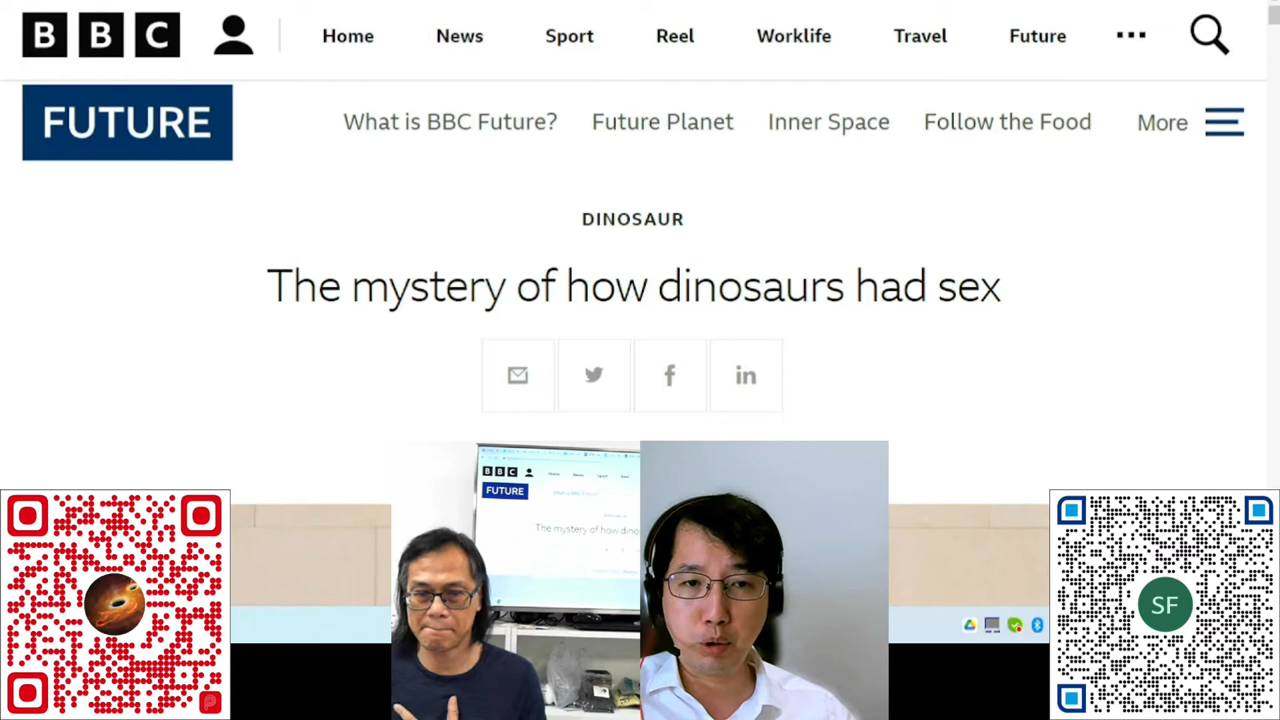 BBC
Home News Sport Reel Worklife Travel Future ...
FUTURE
What is BBC Future? Future Planet Inner Space Follow the Food More
DINOSAUR
The mystery of how dinosaurs had sex
in
BBC
FUTURE
The mystery of how dino
SF